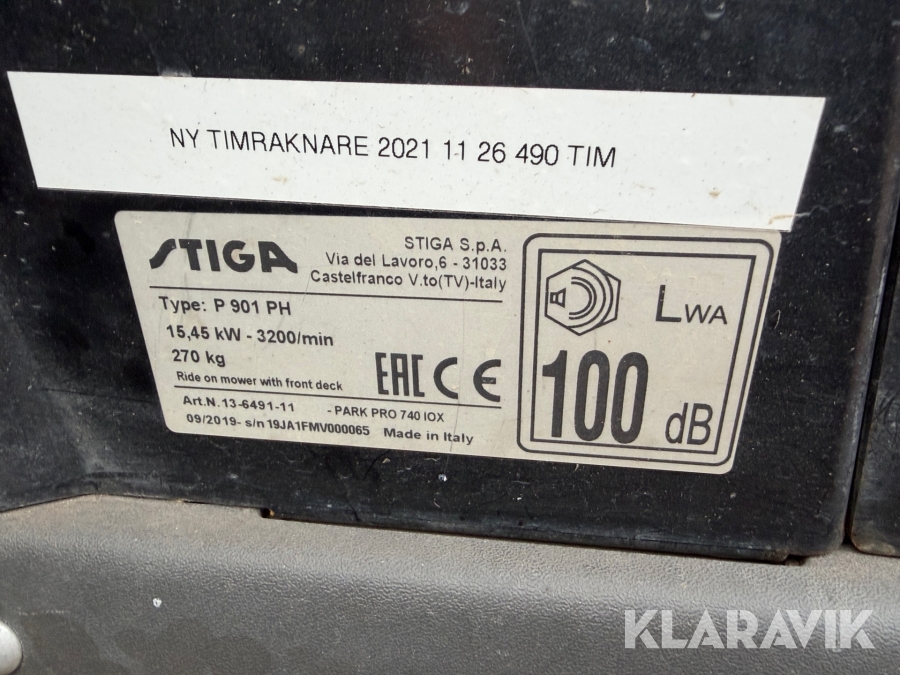 NY TIMRAKNARE 2021 11 26 490 TIM
STIGA
STIGA S.p.A.
Via del Lavoro,6 - 31033
Castelfranco V.to(TV)-Italy
Type: P 901 PH
15,45 kW - 3200/min
270 kg
Ride on mower with front deck
EAC CE
Art.N. 13-6491-11 - PARK PRO 740 IOX
09/2019- s/n 19JA1FMV000065 Made in Italy
LWA
100 dB
KLARAVIK